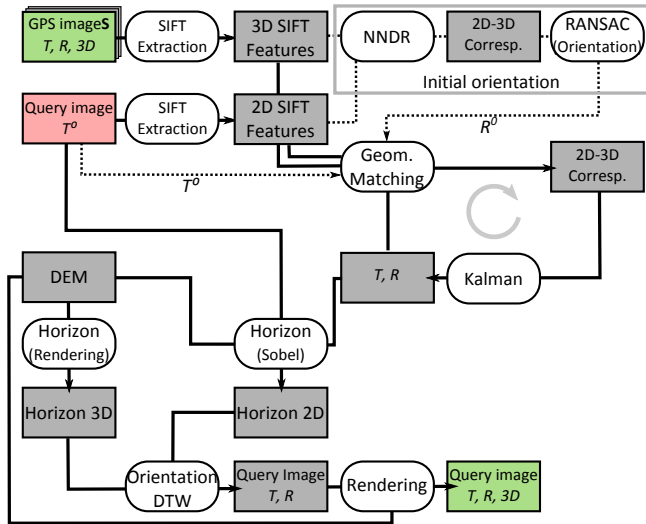 GPS imageS
T, R, 3D
SIFT
Extraction
3D SIFT
Features
NNDR
2D-3D
Corresp.
RANSAC
(Orientation)
Initial orientation
Query image
T⁰
SIFT
Extraction
2D SIFT
Features
R⁰
T⁰
Geom.
Matching
2D-3D
Corresp.
DEM
T, R
Kalman
Horizon
(Rendering)
Horizon
(Sobel)
Horizon 3D
Horizon 2D
Orientation
DTW
Query Image
T, R
Rendering
Query image
T, R, 3D